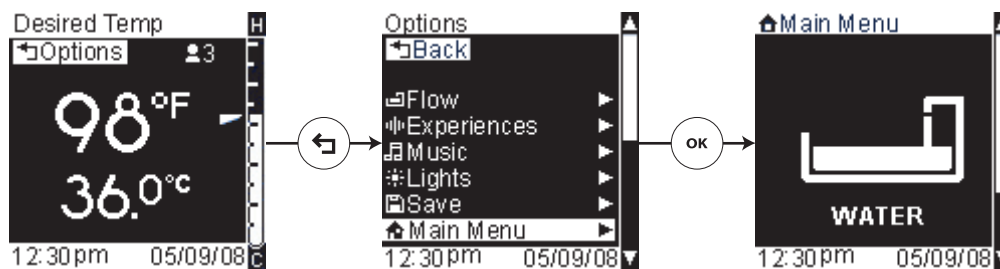 Desired Temp
H
Options
3
98°F
36.0°C
12:30pm 05/09/08
C
Options
Back
Flow
Experiences
Music
Lights
Save
Main Menu
12:30pm 05/09/08
OK
Main Menu
WATER
12:30pm 05/09/08